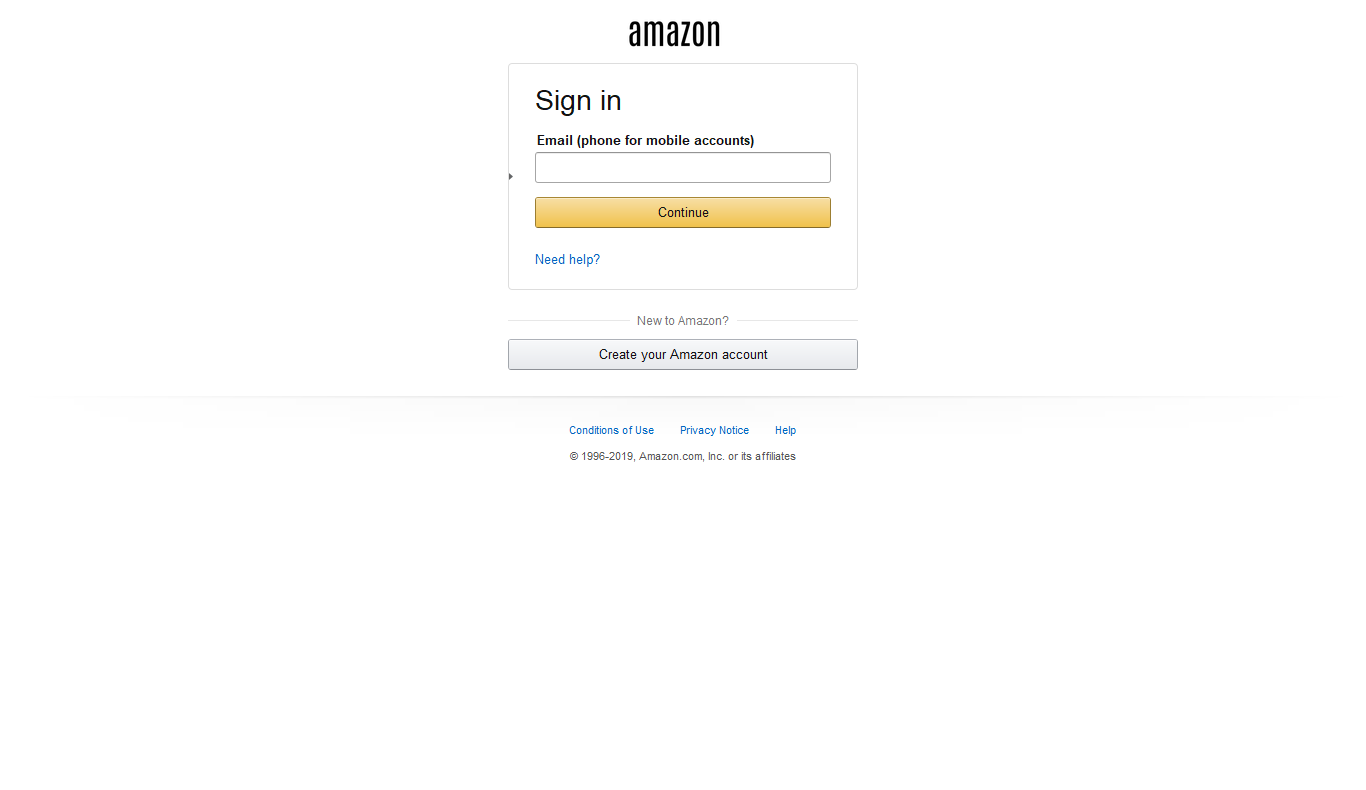 amazon
Sign in
Email (phone for mobile accounts)
Continue
Need help?
New to Amazon?
Create your Amazon account
Conditions of Use Privacy Notice Help
© 1996-2019, Amazon.com, Inc. or its affiliates